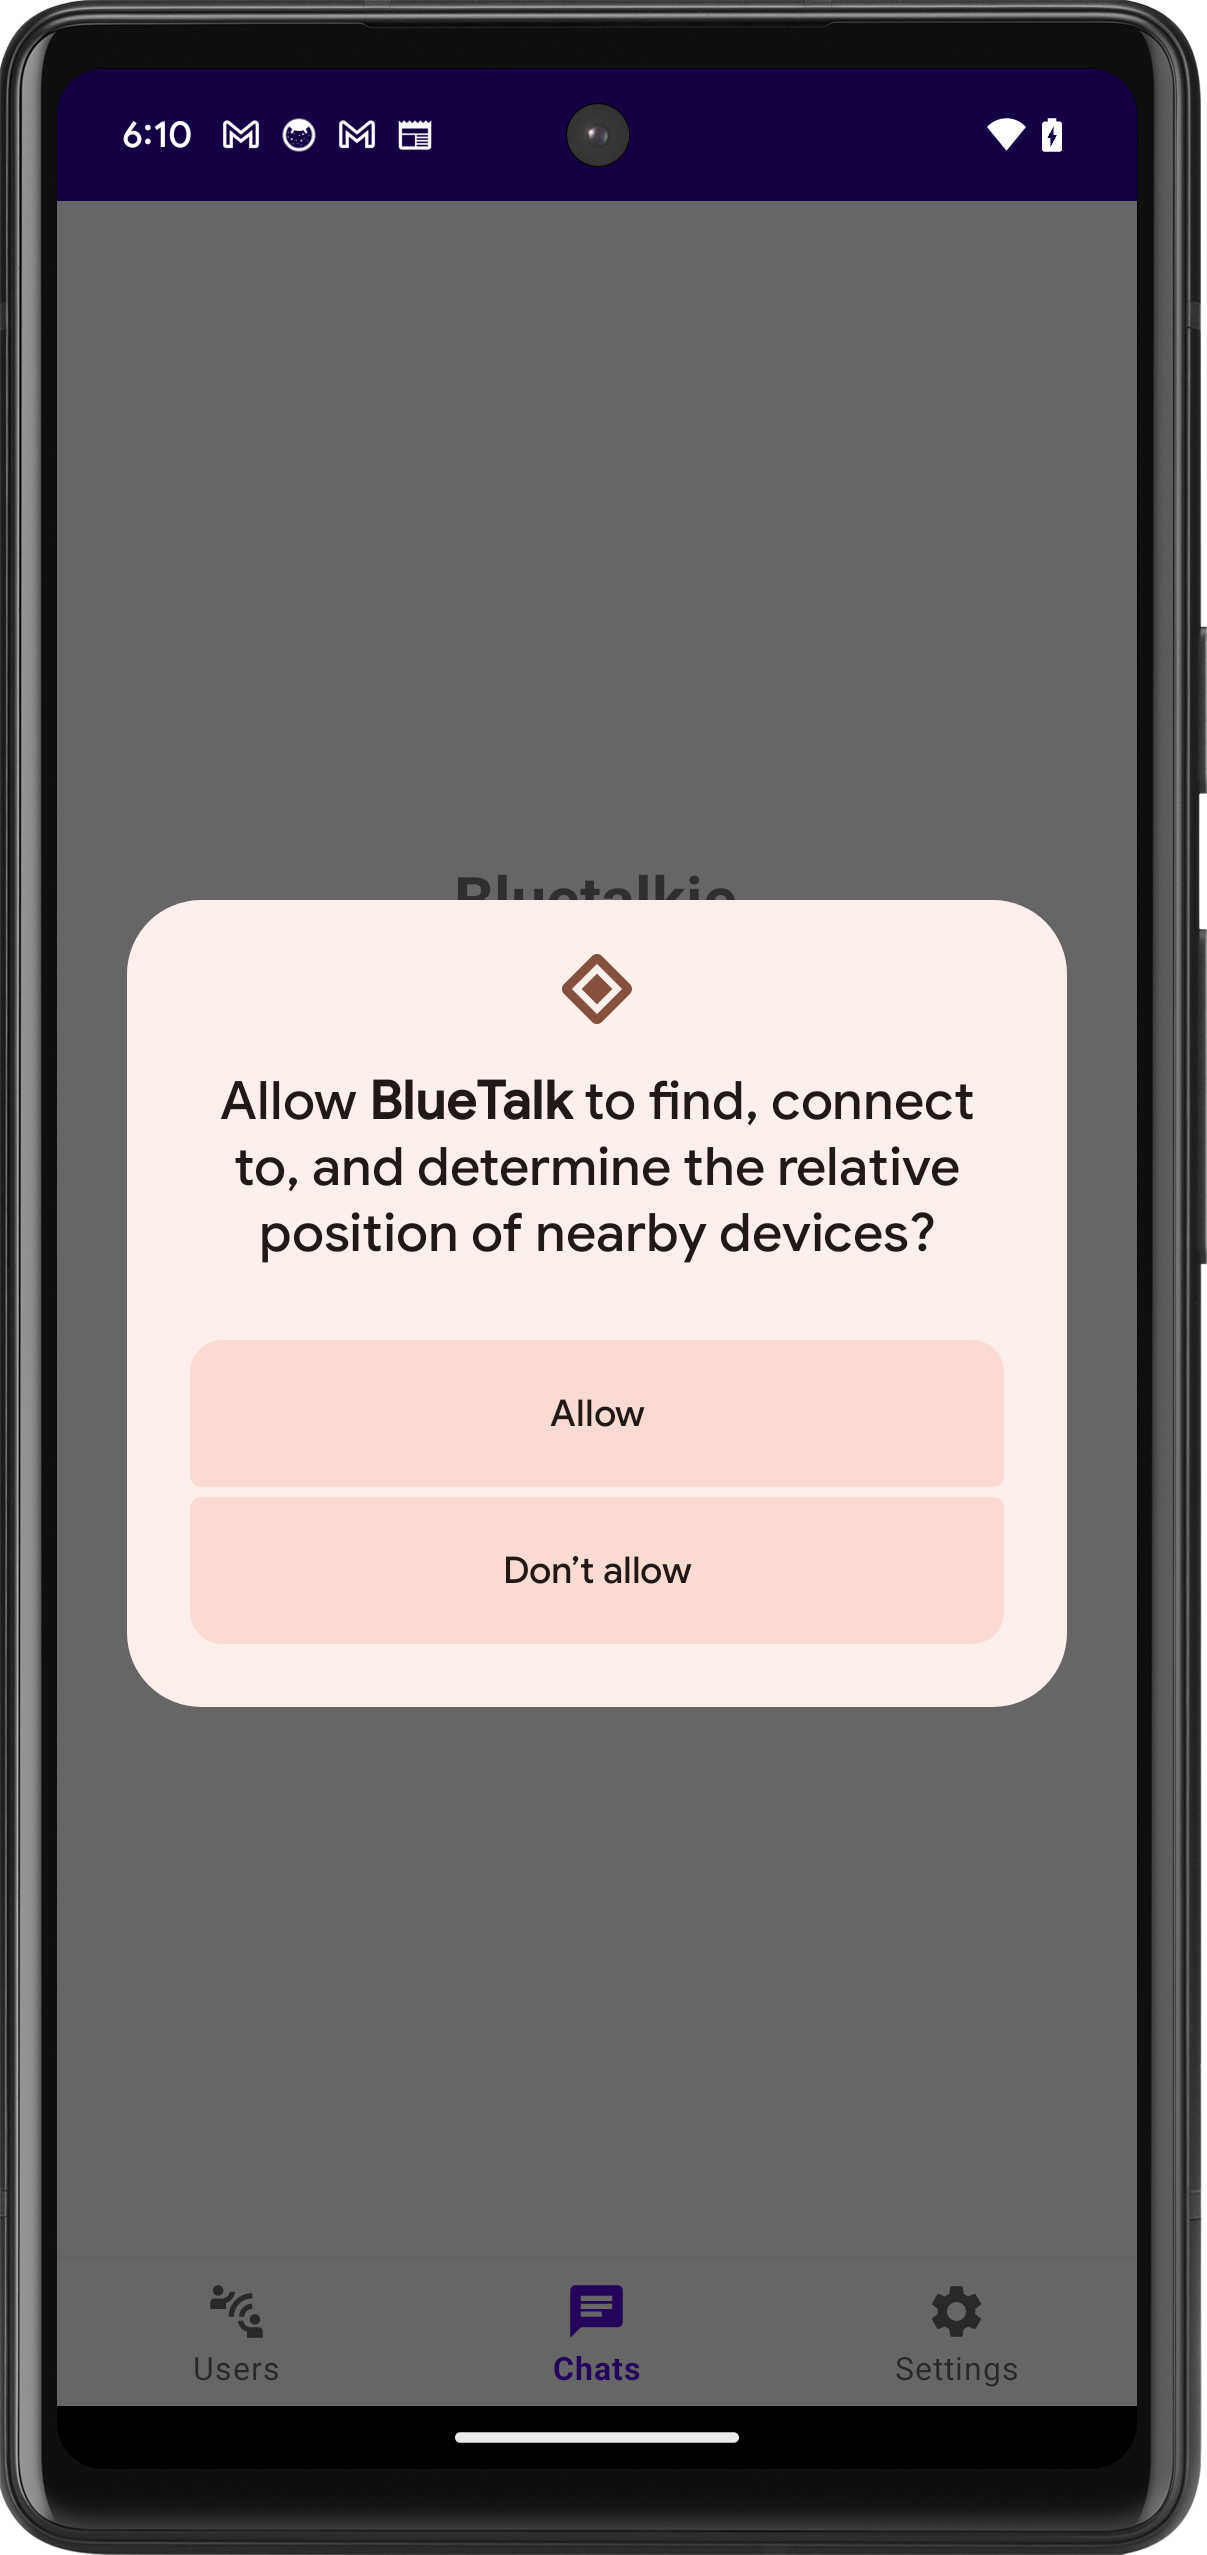 6:10
Bluetalkie
Allow BlueTalk to find, connect
to, and determine the relative
position of nearby devices?
Allow
Don’t allow
Users
Chats
Settings